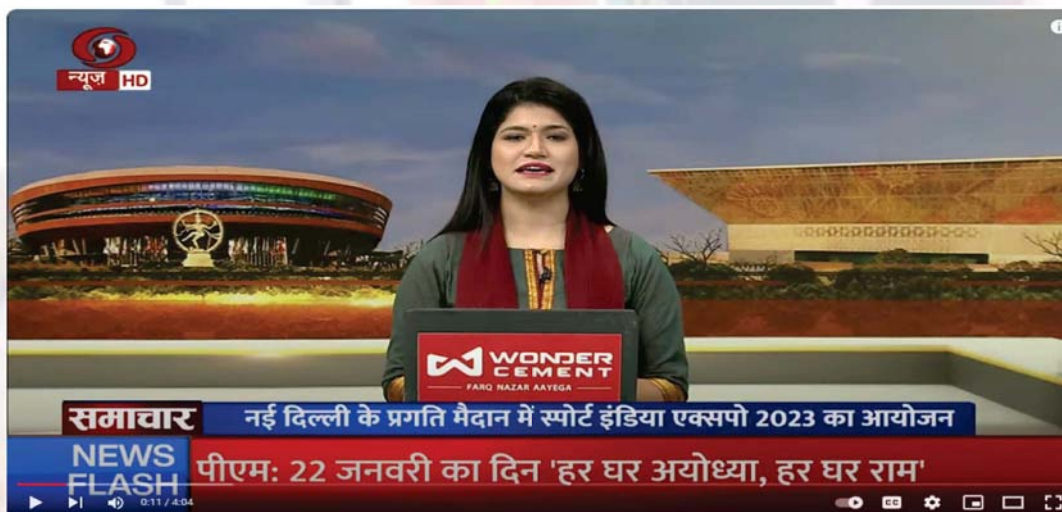 न्यूज़ HD
WONDER
CEMENT
FARQ NAZAR AAYEGA
समाचार नई दिल्ली के प्रगति मैदान में स्पोर्ट इंडिया एक्सपो 2023 का आयोजन
NEWS
FLASH
पीएम: 22 जनवरी का दिन 'हर घर अयोध्या, हर घर राम'
0:11 / 4:04
CC